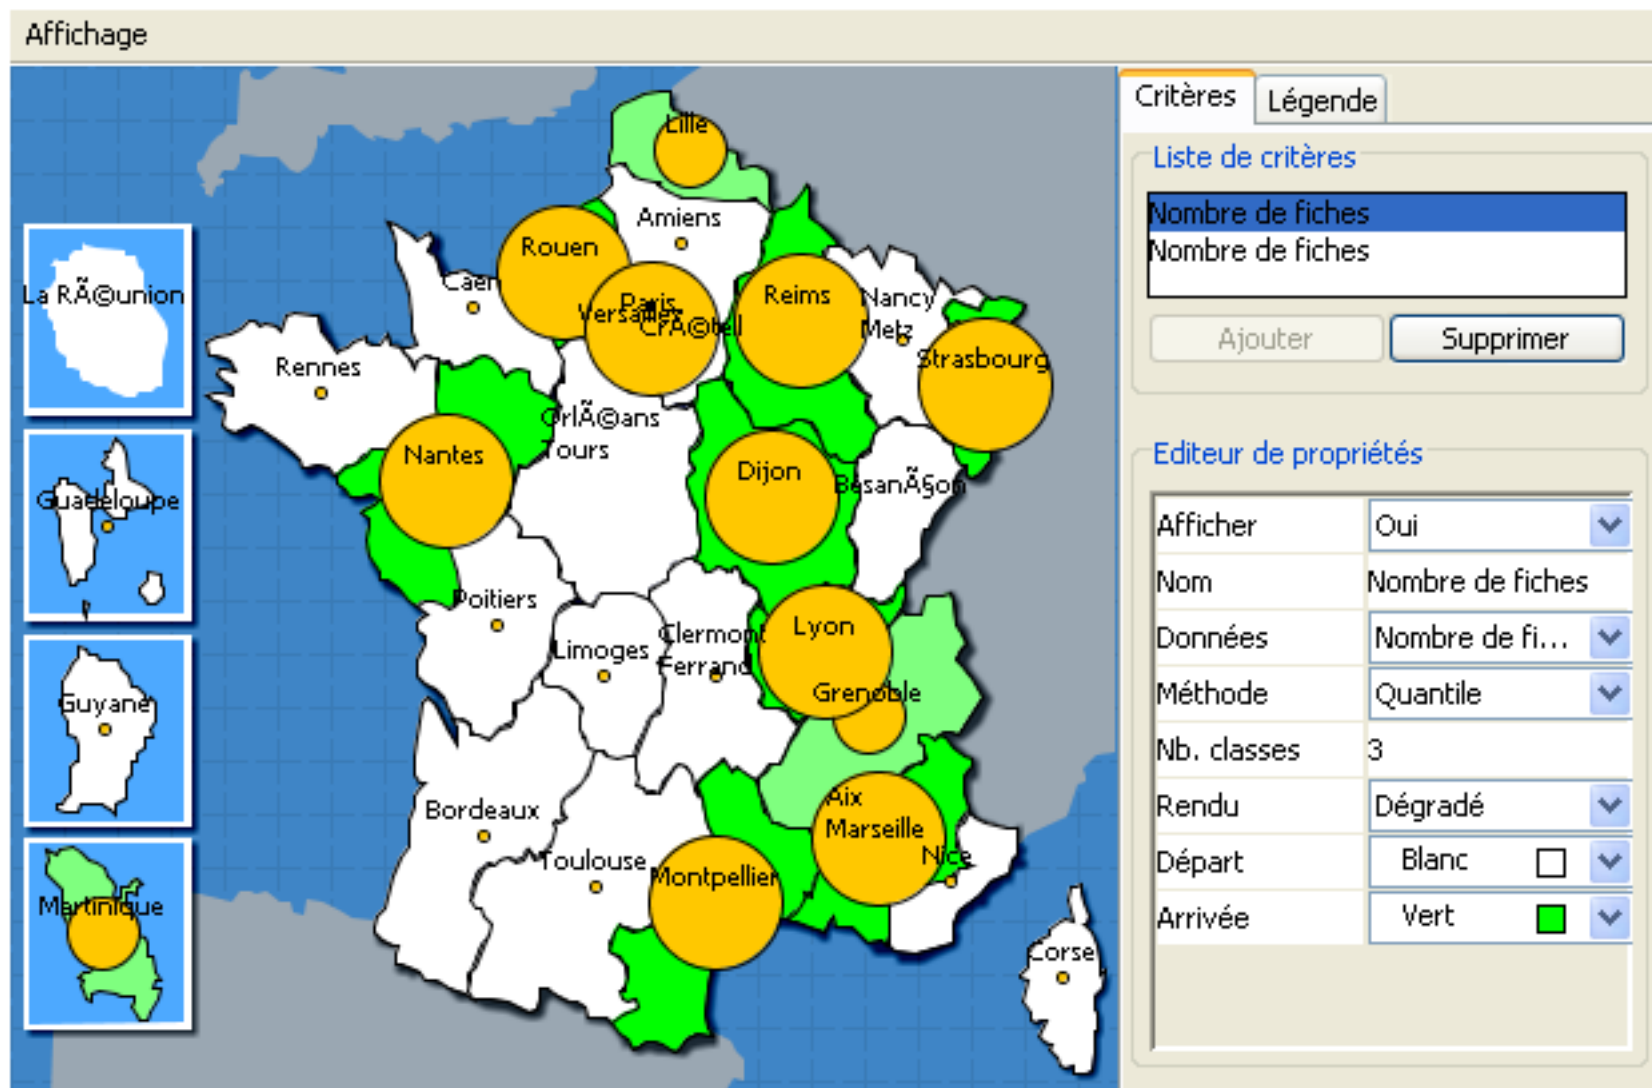 Affichage
Critères
Légende
Liste de critères
Nombre de fiches
Nombre de fiches
Ajouter
Supprimer
Editeur de propriétés
Afficher Oui
Nom Nombre de fiches
Données Nombre de fi...
Méthode Quantile
Nb. classes 3
Rendu Dégradé
Départ Blanc
Arrivée Vert
Lille
Amiens
Rouen
Caen
Paris
Versailles
CrÃ©teil
Reims
Nancy
Metz
Strasbourg
Rennes
OrlÃ©ans
Tours
Nantes
Dijon
BesanÃ§on
Poitiers
Limoges
Clermont
Ferrand
Lyon
Grenoble
Bordeaux
Toulouse
Montpellier
Aix
Marseille
Nice
Corse
La RÃ©union
Guadeloupe
Guyane
Martinique